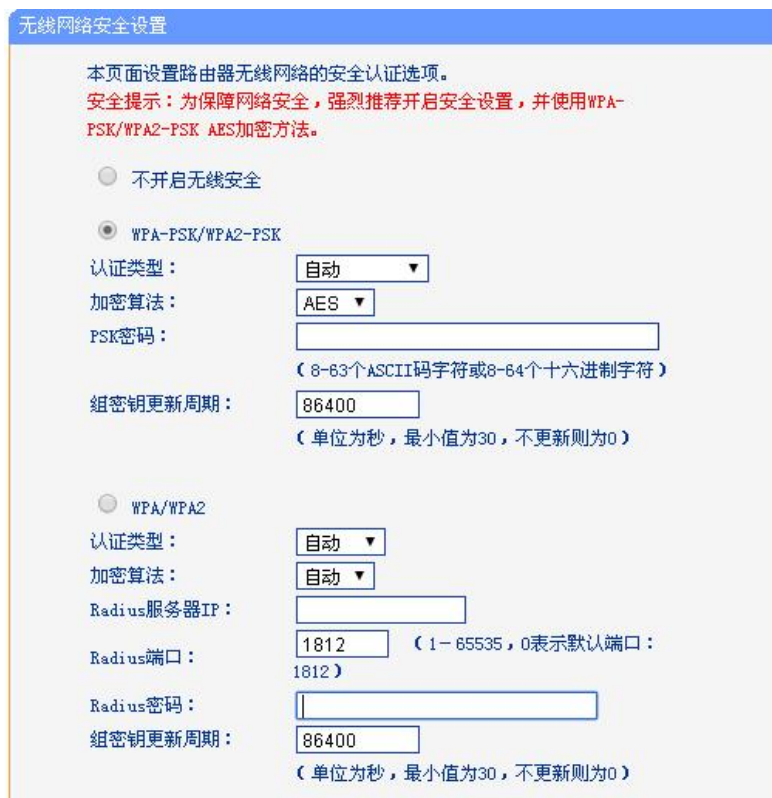 无线网络安全设置
本页面设置路由器无线网络的安全认证选项。
安全提示：为保障网络安全，强烈推荐开启安全设置，并使用WPA-
PSK/WPA2-PSK AES加密方法。
不开启无线安全
WPA-PSK/WPA2-PSK
认证类型： 自动
加密算法： AES
PSK密码：
（8-63个ASCII码字符或8-64个十六进制字符）
组密钥更新周期： 86400
（单位为秒，最小值为30，不更新则为0）
WPA/WPA2
认证类型： 自动
加密算法： 自动
Radius服务器IP：
Radius端口： 1812 （1－65535，0表示默认端口：
1812）
Radius密码：
组密钥更新周期： 86400
（单位为秒，最小值为30，不更新则为0）